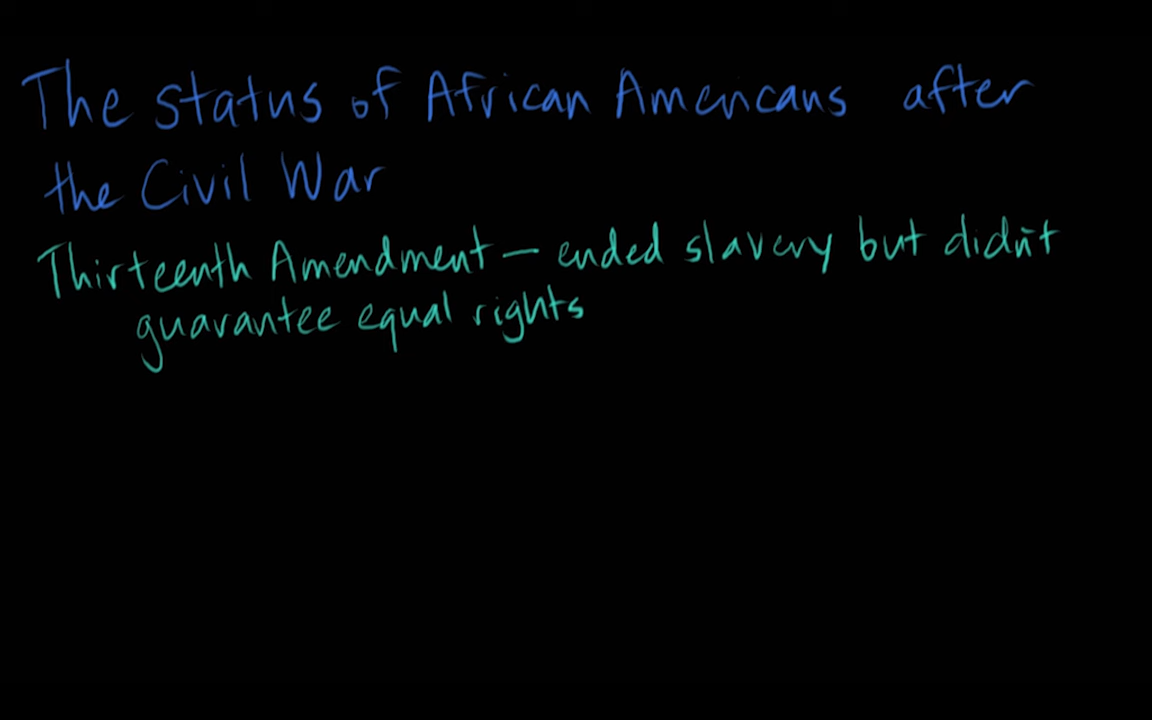 The status of African Americans after
the Civil War
Thirteenth Amendment – ended slavery but didn't
guarantee equal rights